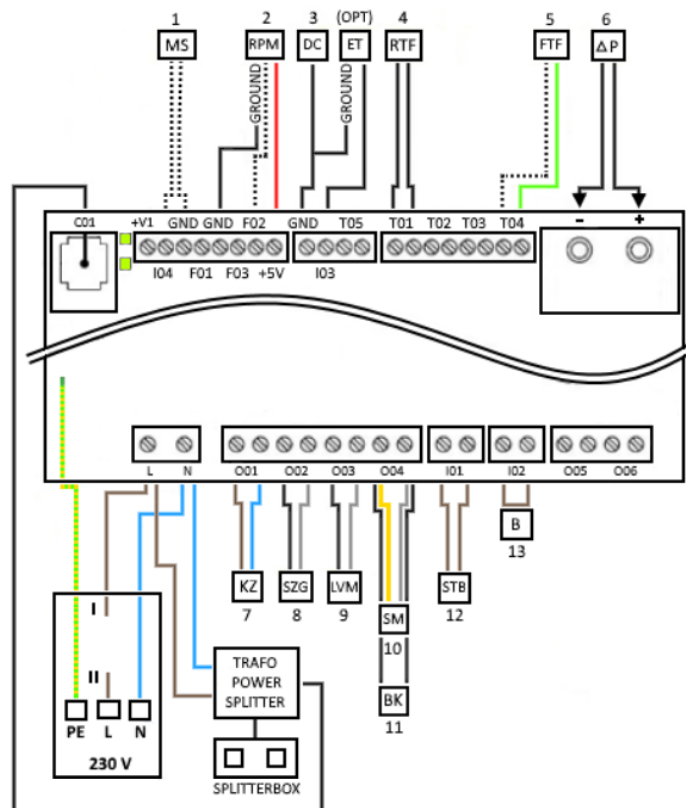 1 2 3 (OPT) 4 5 6
MS RPM DC ET RTF FTF ΔP
GROUND GROUND
C01 +V1 GND GND F02 GND T05 T01 T02 T03 T04 - +
I04 F01 F03 +5V I03
L N O01 O02 O03 O04 I01 I02 O05 O06
B
13
KZ SZG LVM STB
7 8 9 12
I
SM
10
II
TRAFO
POWER
SPLITTER
BK
11
PE L N
230 V
SPLITTERBOX